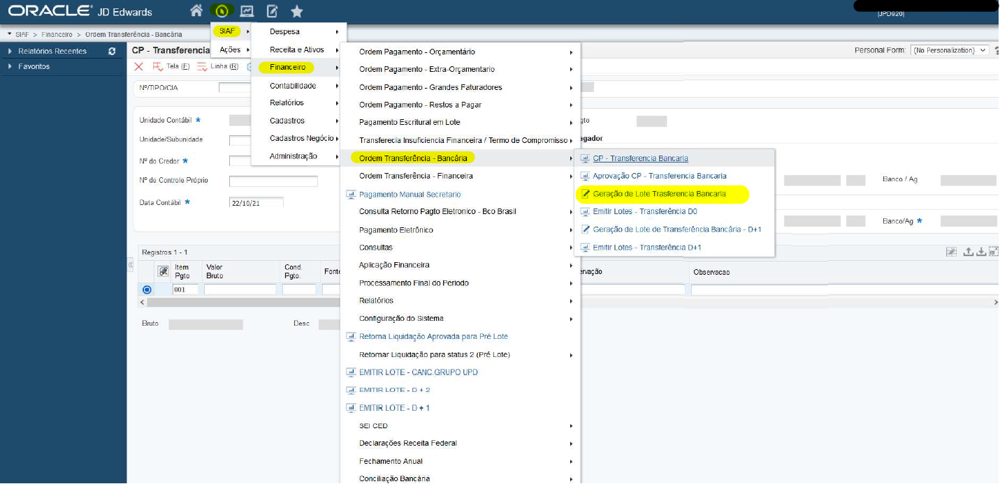 ORACLE® JD Edwards
[JPD920]
SIAF > Financeiro > Ordem Transferência - Bancária
Relatórios Recentes
Favoritos
SIAF
Ações
Despesa
Receita e Ativos
Financeiro
Contabilidade
Relatórios
Cadastros
Cadastros Negócio
Administração
Ordem Pagamento - Orçamentário
Ordem Pagamento - Extra-Orçamentario
Ordem Pagamento - Grandes Faturadores
Ordem Pagamento - Restos a Pagar
Pagamento Escritural em Lote
Transferecia Insuficiencia Financeira / Termo de Compromisso
Ordem Transferência - Bancária
Ordem Transferência - Financeira
Pagamento Manual Secretario
Consulta Retorno Pagto Eletronico - Bco Brasil
Pagamento Eletrônico
Consultas
Aplicação Financeira
Processamento Final do Periodo
Relatórios
Configuração do Sistema
Retorna Liquidação Aprovada para Pré Lote
Retornar Liquidação para status 2 (Pré Lote)
EMITIR LOTE - CANC.GRUPO UPD
EMITIR LOTE - D + 2
EMITIR LOTE - D + 1
SEI CED
Declarações Receita Federal
Fechamento Anual
Conciliação Bancária
CP - Transferencia Bancaria
Aprovação CP - Transferencia Bancaria
Geração de Lote Trasferencia Bancaria
Emitir Lotes - Transferência D0
Geração de Lote de Transferência Bancária - D+1
Emitir Lotes - Transferência D+1
CP - Transferencia
Personal Form: (No Personalization)
Tela (F) Linha (R)
Nº/TIPO/CIA
Unidade Contábil * gto
Unidade/Subunidade agador
Nº do Credor *
Nº de Controle Próprio Banco / Ag
Data Contábil * 22/10/21
Banco/Ag *
Registros 1 - 1
Item Pgto Valor Bruto Cond. Pgto. Fonte rvação Observacao
001
Bruto Desc